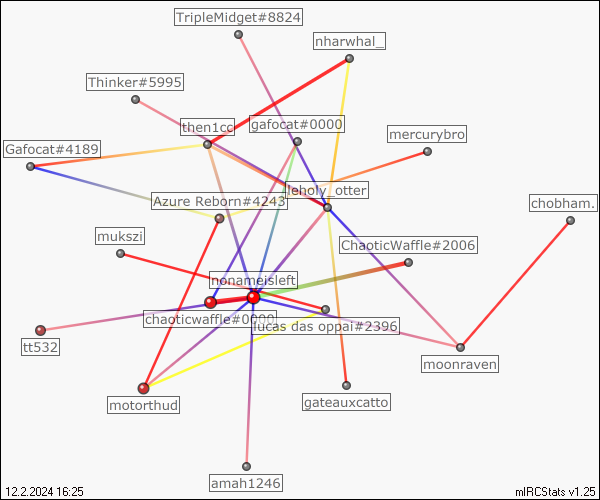 TripleMidget#8824
nharwhal_
Thinker#5995
then1cc
gafocat#0000
mercurybro
Gafocat#4189
leholy_otter
Azure Reborn#4243
chobham.
mukszi
ChaoticWaffle#2006
nonameisleft
chaoticwaffle#0000
lucas das oppai#2396
tt532
moonraven
motorthud
gateauxcatto
amah1246
12.2.2024 16:25
mIRCStats v1.25